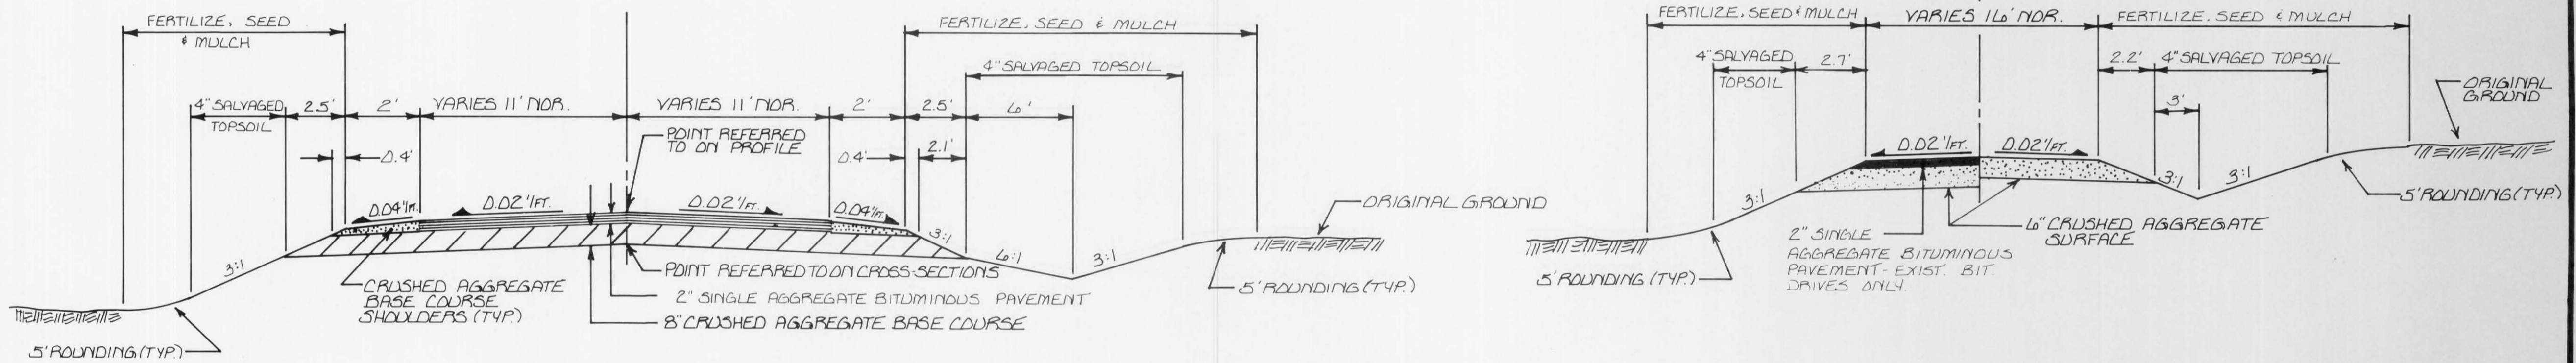 FERTILIZE, SEED
& MULCH
FERTILIZE, SEED & MULCH
4" SALVAGED TOPSOIL
4" SALVAGED
TOPSOIL
2.5'
2'
VARIES 11' NOR.
VARIES 11' NOR.
2'
2.5'
6'
0.4'
POINT REFERRED
TO ON PROFILE
0.4'
2.1'
0.04'/FT.
0.02'/FT.
0.02'/FT.
0.04'/FT.
ORIGINAL GROUND
3:1
3:1
6:1
3:1
POINT REFERRED TO ON CROSS-SECTIONS
CRUSHED AGGREGATE
BASE COURSE
SHOULDERS (TYP.)
2" SINGLE AGGREGATE BITUMINOUS PAVEMENT
8" CRUSHED AGGREGATE BASE COURSE
5' ROUNDING (TYP.)
5' ROUNDING (TYP.)
FERTILIZE, SEED & MULCH
VARIES 16' NOR.
FERTILIZE, SEED & MULCH
4" SALVAGED
TOPSOIL
2.7'
2.2'
4" SALVAGED TOPSOIL
3'
ORIGINAL
GROUND
0.02'/FT.
0.02'/FT.
3:1
3:1
3:1
5' ROUNDING (TYP.)
6" CRUSHED AGGREGATE
SURFACE
2" SINGLE
AGGREGATE BITUMINOUS
PAVEMENT- EXIST. BIT.
DRIVES ONLY.
5' ROUNDING (TYP.)